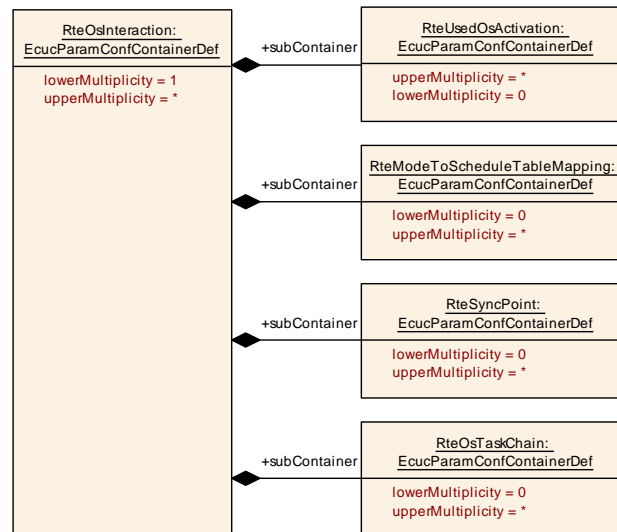 RteOsInteraction:
EcucParamConfContainerDef
lowerMultiplicity = 1
upperMultiplicity = *
+subContainer
RteUsedOsActivation:
EcucParamConfContainerDef
upperMultiplicity = *
lowerMultiplicity = 0
+subContainer
RteModeToScheduleTableMapping:
EcucParamConfContainerDef
lowerMultiplicity = 0
upperMultiplicity = *
+subContainer
RteSyncPoint:
EcucParamConfContainerDef
lowerMultiplicity = 0
upperMultiplicity = *
+subContainer
RteOsTaskChain:
EcucParamConfContainerDef
lowerMultiplicity = 0
upperMultiplicity = *